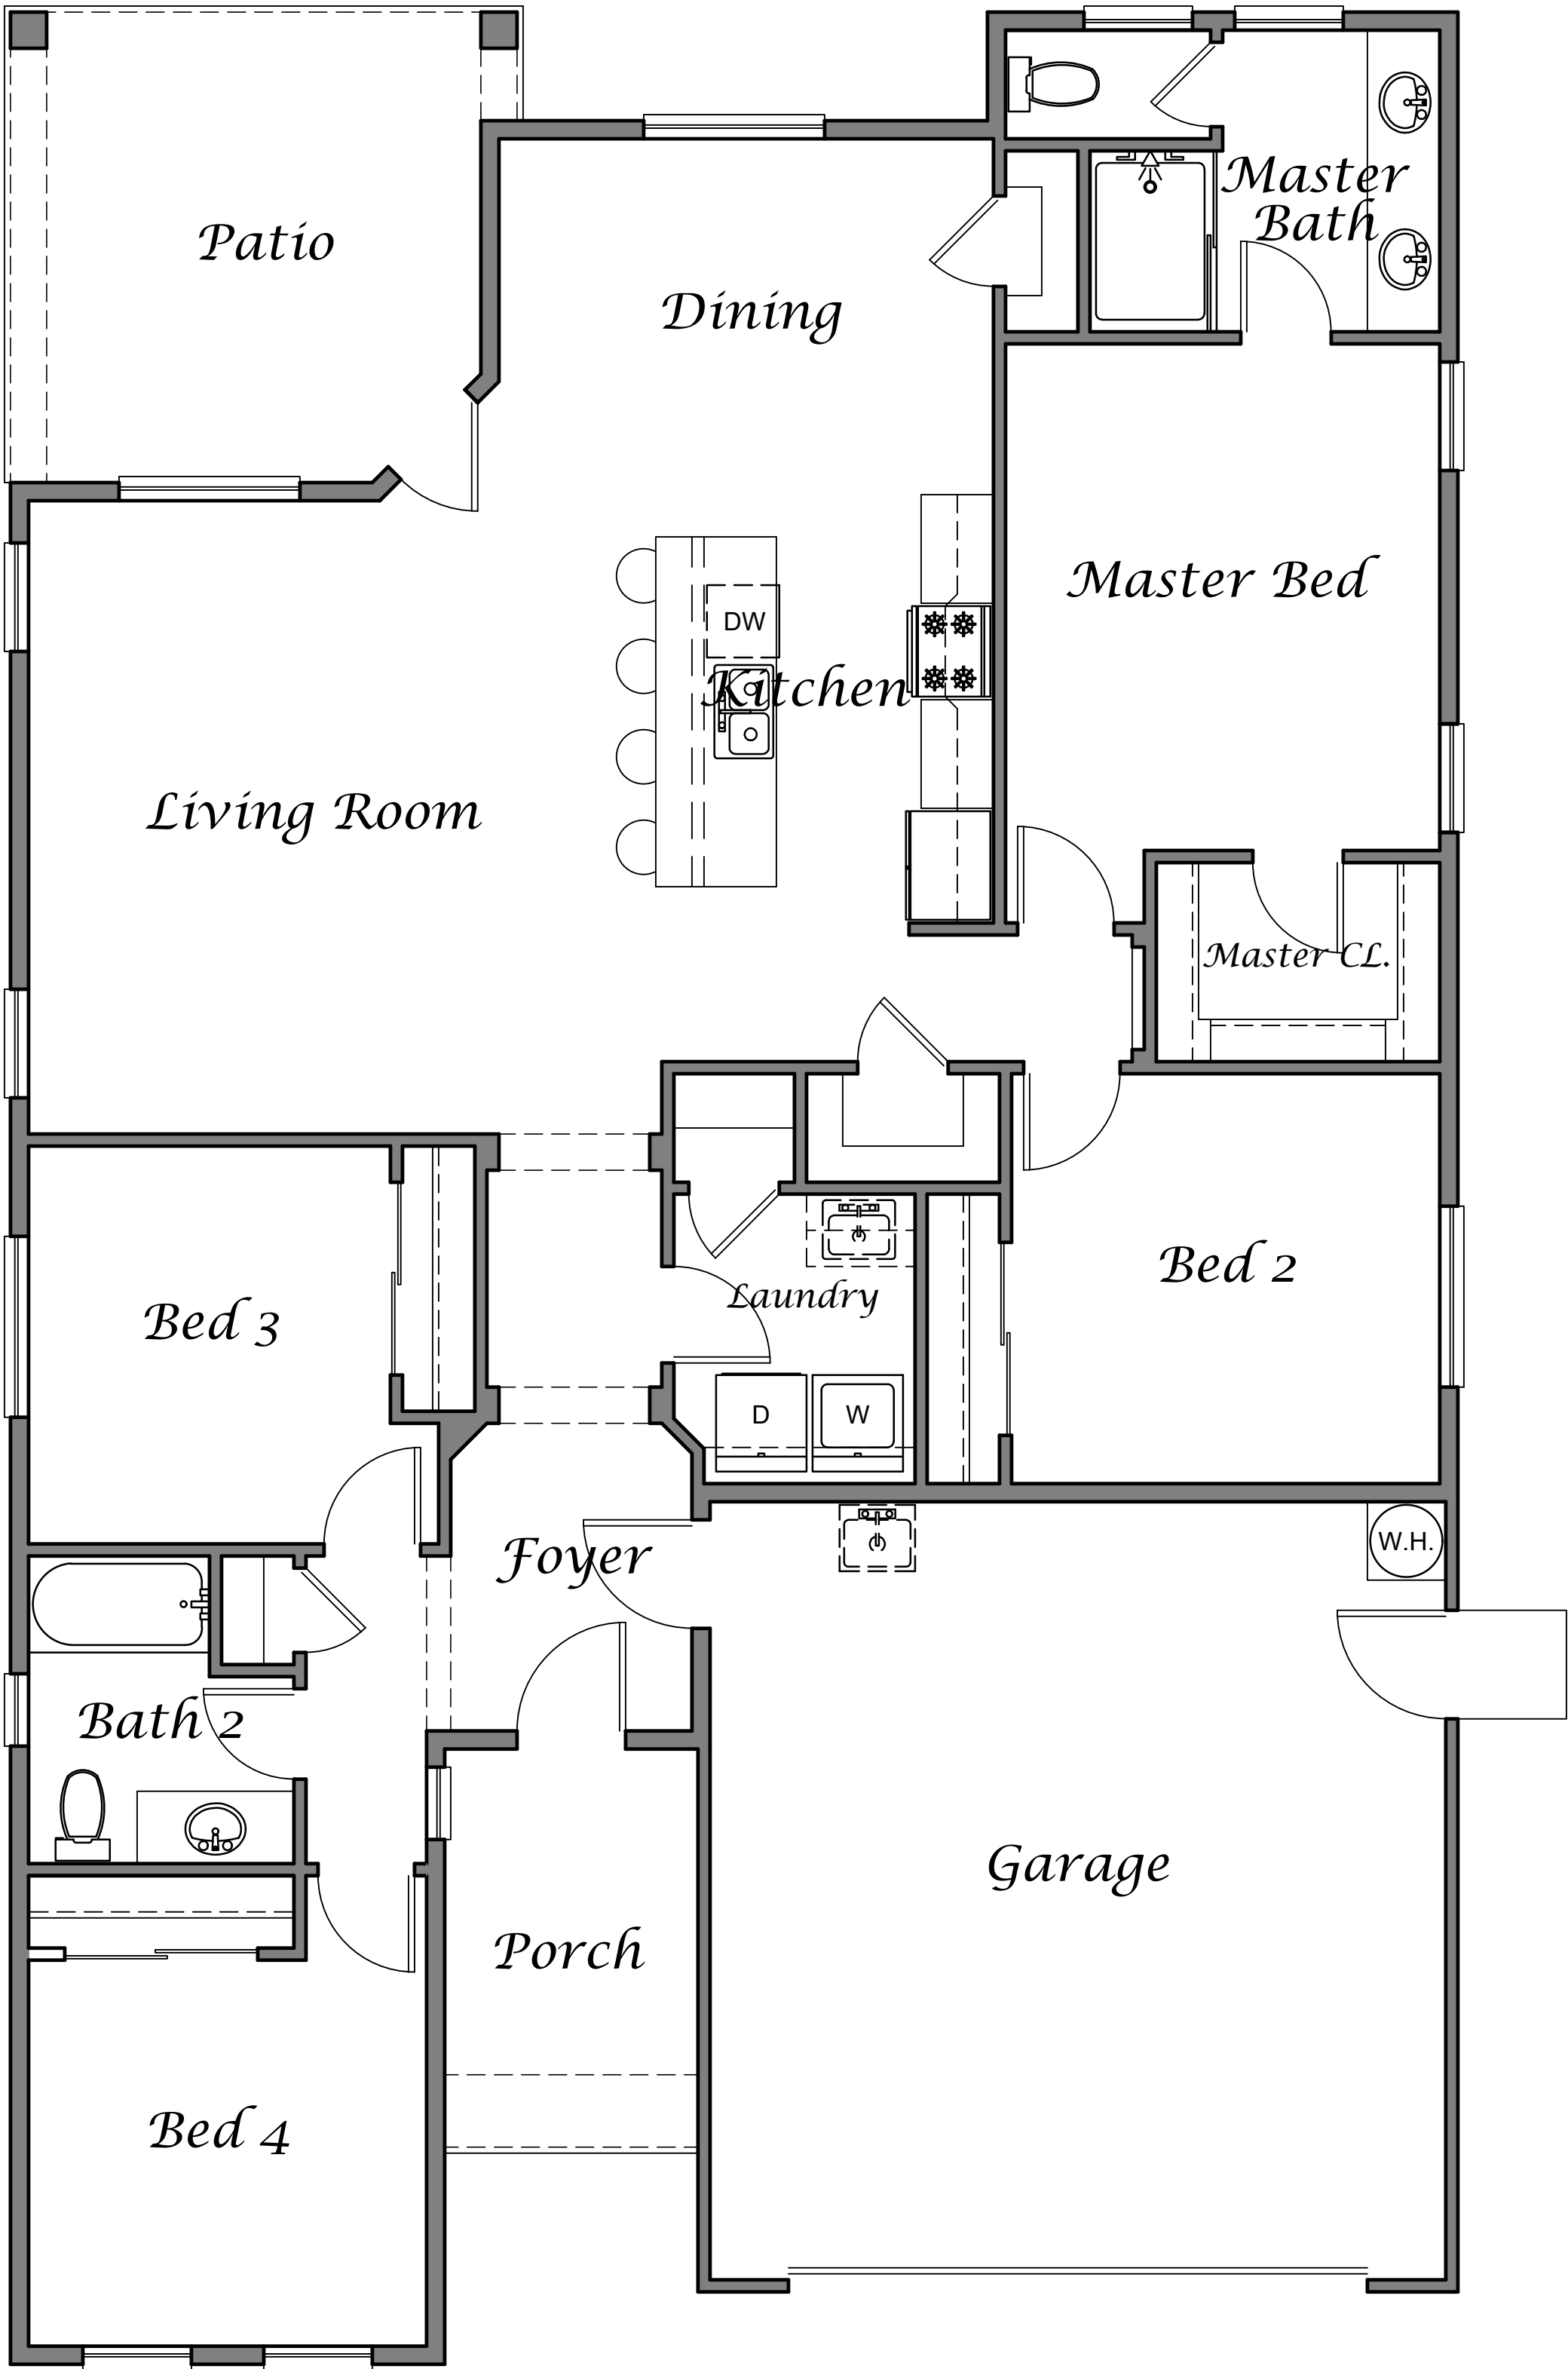 Patio
Master
Bath
Dining
Master Bed
DW
Kitchen
Living Room
Master CL.
Bed 2
Laundry
Bed 3
D
W
Foyer
W.H.
Bath 2
Garage
Porch
Bed 4